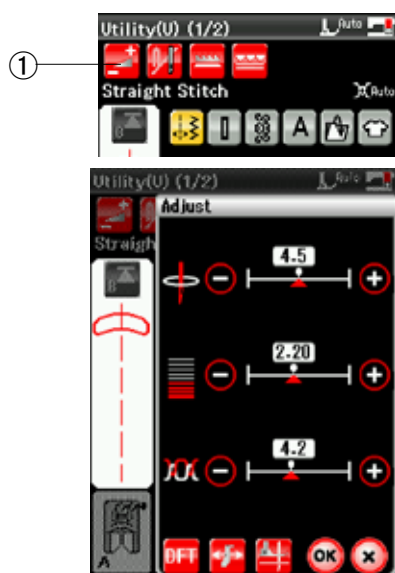 Utility(U) (1/2) Auto
①
Straight Stitch Auto
B A
Utility(U) (1/2) Auto
Adjust
Straigh
B
4.5
2.20
4.2
A
DFT OK